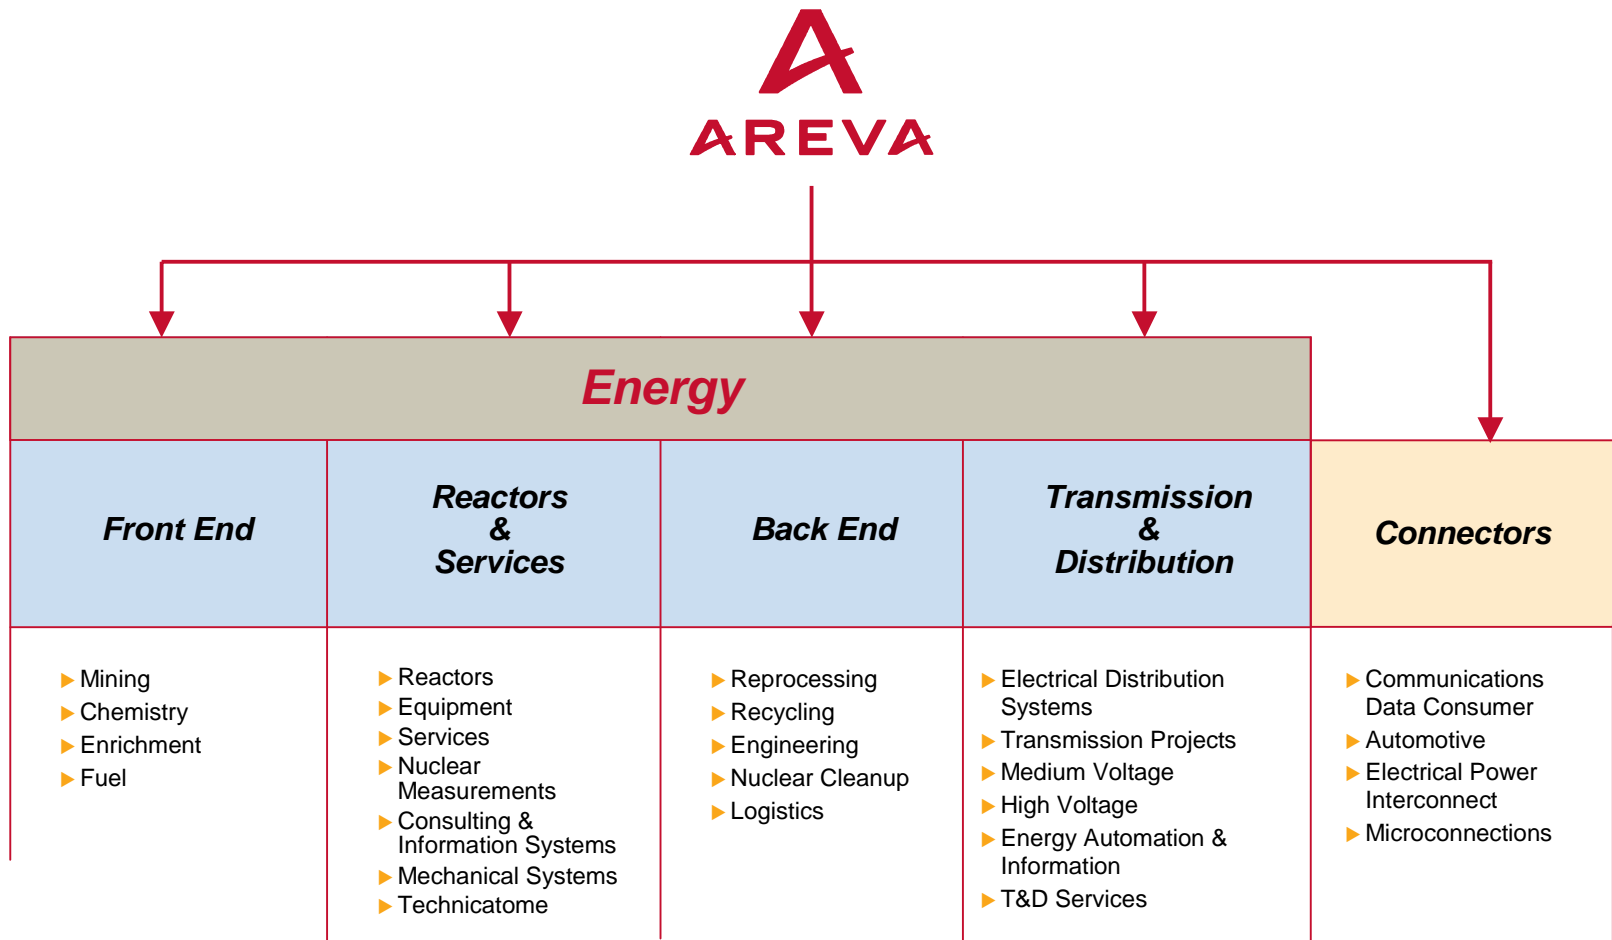 AREVA
Energy
Front End
Reactors
&
Services
Back End
Transmission
&
Distribution
Connectors
Mining
Chemistry
Enrichment
Fuel
Reactors
Equipment
Services
Nuclear
Measurements
Consulting &
Information Systems
Mechanical Systems
Technicatome
Reprocessing
Recycling
Engineering
Nuclear Cleanup
Logistics
Electrical Distribution
Systems
Transmission Projects
Medium Voltage
High Voltage
Energy Automation &
Information
T&D Services
Communications
Data Consumer
Automotive
Electrical Power
Interconnect
Microconnections